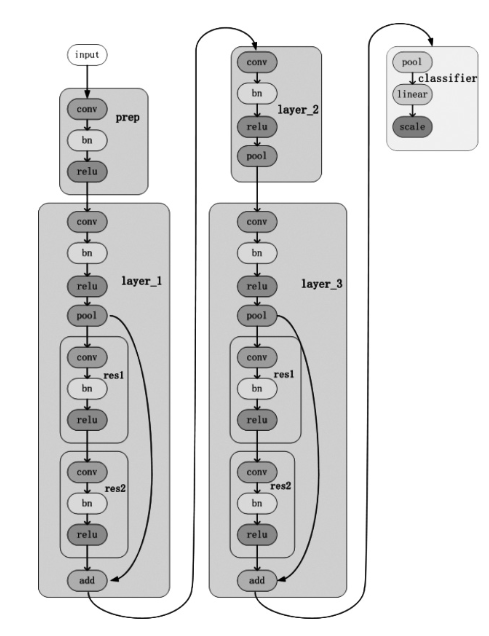 input
prep
conv
bn
relu
layer_1
conv
bn
relu
pool
res1
conv
bn
relu
res2
conv
bn
relu
add
layer_2
conv
bn
relu
pool
layer_3
conv
bn
relu
pool
res1
conv
bn
relu
res2
conv
bn
relu
add
classifier
pool
linear
scale